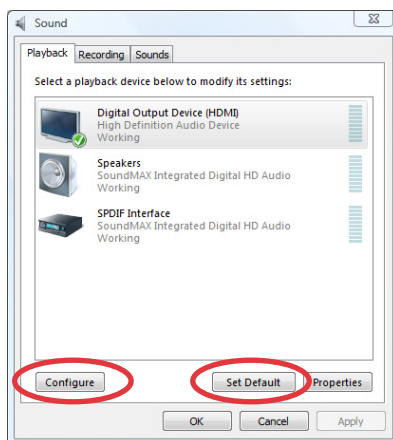 Sound
Playback Recording Sounds
Select a playback device below to modify its settings:
Digital Output Device (HDMI)
High Definition Audio Device
Working
Speakers
SoundMAX Integrated Digital HD Audio
Working
SPDIF Interface
SoundMAX Integrated Digital HD Audio
Working
Configure Set Default Properties
OK Cancel Apply